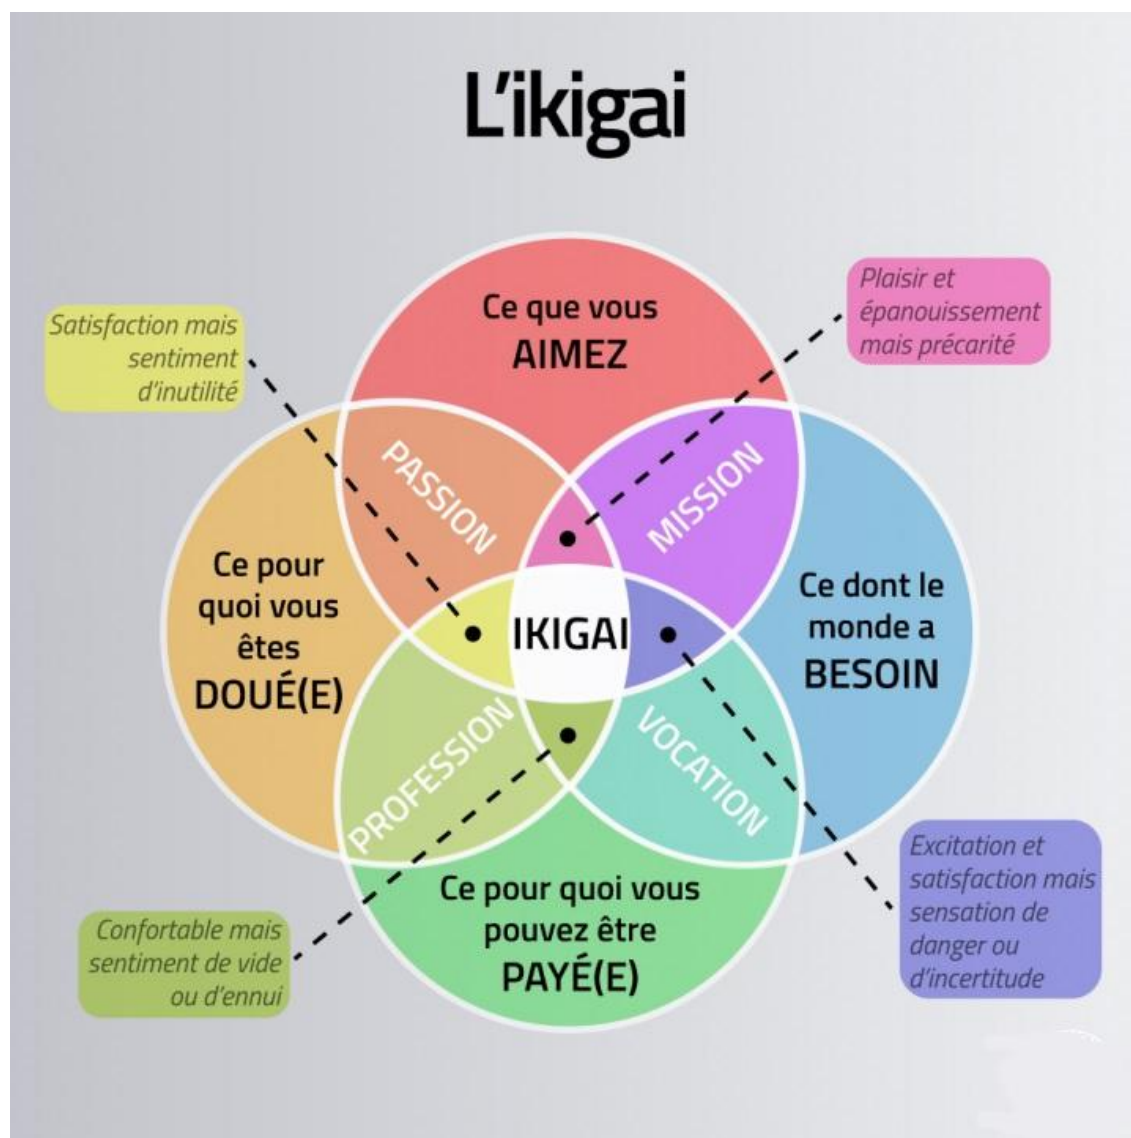 L'ikigai
Ce que vous
AIMEZ
Plaisir et
épanouissement
mais précarité
Satisfaction mais
sentiment
d'inutilité
PASSION
MISSION
Ce pour
quoi vous
êtes
DOUÉ(E)
IKIGAI
Ce dont le
monde a
BESOIN
PROFESSION
VOCATION
Ce pour quoi vous
pouvez être
PAYÉ(E)
Excitation et
satisfaction mais
sensation de
danger ou
d'incertitude
Confortable mais
sentiment de vide
ou d'ennui